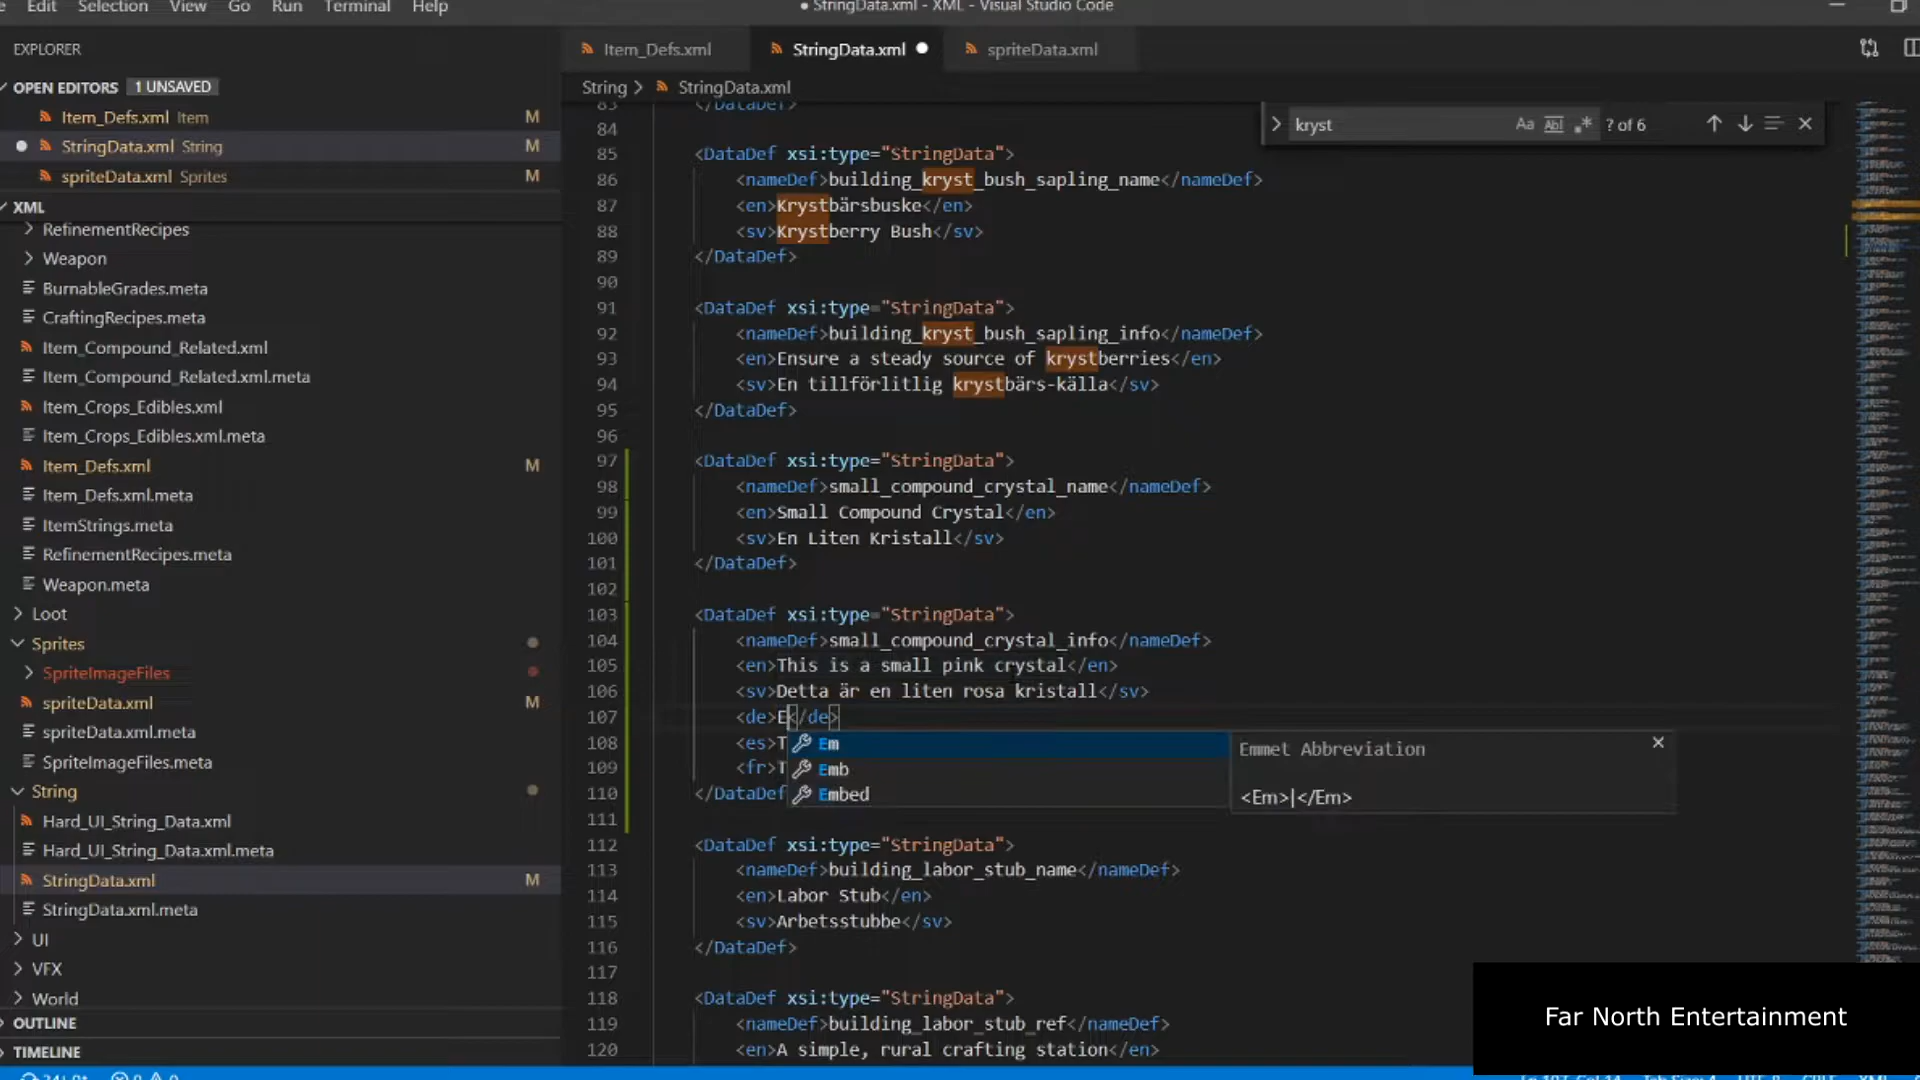 Edit Selection View Go Run Terminal Help
● StringData.xml - XML - Visual Studio Code
EXPLORER
OPEN EDITORS 1 UNSAVED
Item_Defs.xml Item M
StringData.xml String M
spriteData.xml Sprites M
XML
RefinementRecipes
Weapon
BurnableGrades.meta
CraftingRecipes.meta
Item_Compound_Related.xml
Item_Compound_Related.xml.meta
Item_Crops_Edibles.xml
Item_Crops_Edibles.xml.meta
Item_Defs.xml M
Item_Defs.xml.meta
ItemStrings.meta
RefinementRecipes.meta
Weapon.meta
Loot
Sprites
SpriteImageFiles
spriteData.xml M
spriteData.xml.meta
SpriteImageFiles.meta
String
Hard_UI_String_Data.xml
Hard_UI_String_Data.xml.meta
StringData.xml M
StringData.xml.meta
UI
VFX
World
OUTLINE
TIMELINE
Item_Defs.xml StringData.xml ● spriteData.xml
String > StringData.xml
kryst Aa Abl .* ? of 6
83 </DataDef>
84
85 <DataDef xsi:type="StringData">
86 <nameDef>building_kryst_bush_sapling_name</nameDef>
87 <en>Krystbärsbuske</en>
88 <sv>Krystberry Bush</sv>
89 </DataDef>
90
91 <DataDef xsi:type="StringData">
92 <nameDef>building_kryst_bush_sapling_info</nameDef>
93 <en>Ensure a steady source of krystberries</en>
94 <sv>En tillförlitlig krystbärs-källa</sv>
95 </DataDef>
96
97 <DataDef xsi:type="StringData">
98 <nameDef>small_compound_crystal_name</nameDef>
99 <en>Small Compound Crystal</en>
100 <sv>En Liten Kristall</sv>
101 </DataDef>
102
103 <DataDef xsi:type="StringData">
104 <nameDef>small_compound_crystal_info</nameDef>
105 <en>This is a small pink crystal</en>
106 <sv>Detta är en liten rosa kristall</sv>
107 <de>E</de>
108 <es>T
109 <fr>T
110 </DataDef
111
112 <DataDef xsi:type="StringData">
113 <nameDef>building_labor_stub_name</nameDef>
114 <en>Labor Stub</en>
115 <sv>Arbetsstubbe</sv>
116 </DataDef>
117
118 <DataDef xsi:type="StringData">
119 <nameDef>building_labor_stub_ref</nameDef>
120 <en>A simple, rural crafting station</en>
Em
Emb
Embed
Emmet Abbreviation
<Em>|</Em>
Far North Entertainment